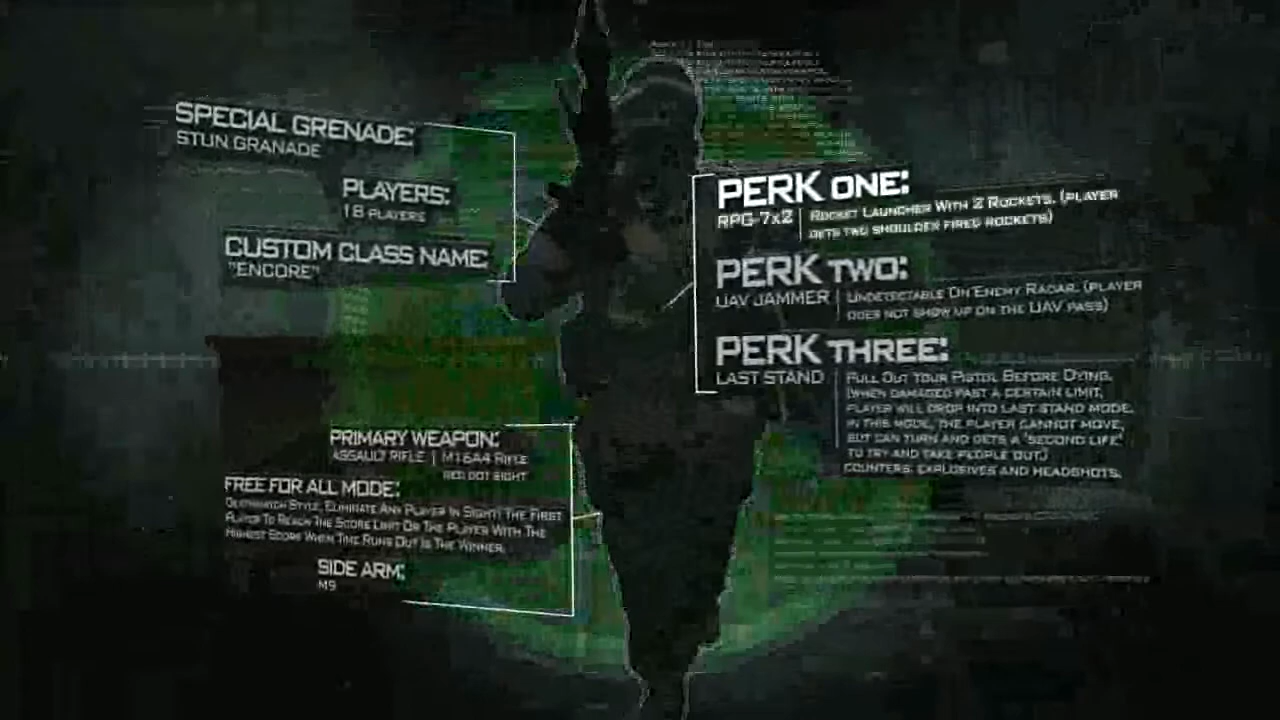 SPECIAL GRENADE:
STUN GRANADE
PLAYERS:
18 PLAYERS
CUSTOM CLASS NAME:
"ENCORE"
PRIMARY WEAPON:
ASSAULT RIFLE | M16A4 RIFLE
RED DOT SIGHT
FREE FOR ALL MODE:
DEATHMATCH STYLE, ELIMINATE ANY PLAYER IN SIGHT! THE FIRST
PLAYER TO REACH THE SCORE LIMIT OR THE PLAYER WITH THE
HIGHEST SCORE WHEN TIME RUNS OUT IS THE WINNER.
SIDE ARM:
M9
PERK ONE:
RPG-7x2 | ROCKET LAUNCHER WITH 2 ROCKETS. (PLAYER
GETS TWO SHOULDER FIRED ROCKETS)
PERK TWO:
UAV JAMMER | UNDETECTABLE ON ENEMY RADAR. (PLAYER
DOES NOT SHOW UP ON THE UAV PASS)
PERK THREE:
LAST STAND | PULL OUT YOUR PISTOL BEFORE DYING.
(WHEN DAMAGED PAST A CERTAIN LIMIT,
PLAYER WILL DROP INTO LAST STAND MODE.
IN THIS MODE, THE PLAYER CANNOT MOVE,
BUT CAN TURN AND GETS A 'SECOND LIFE'
TO TRY AND TAKE PEOPLE OUT.)
COUNTERS: EXPLOSIVES AND HEADSHOTS.